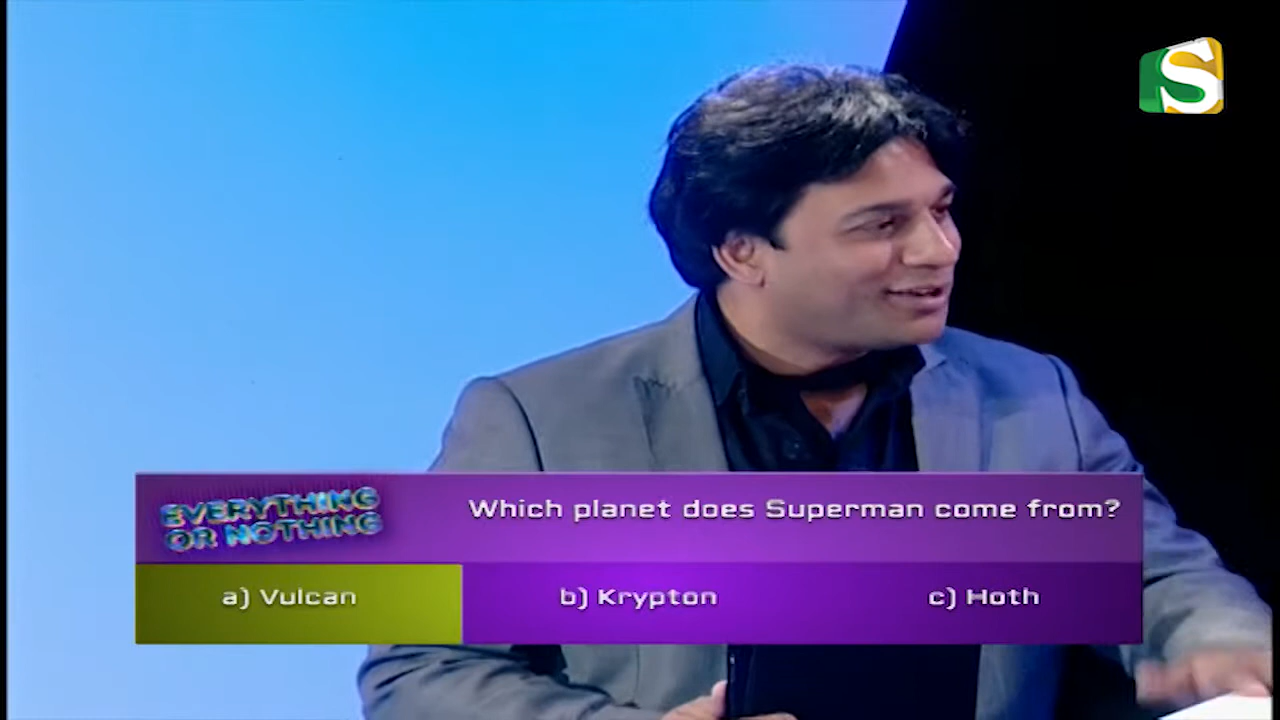 S
EVERYTHING
OR NOTHING
Which planet does Superman come from?
a) Vulcan
b) Krypton
c) Hoth